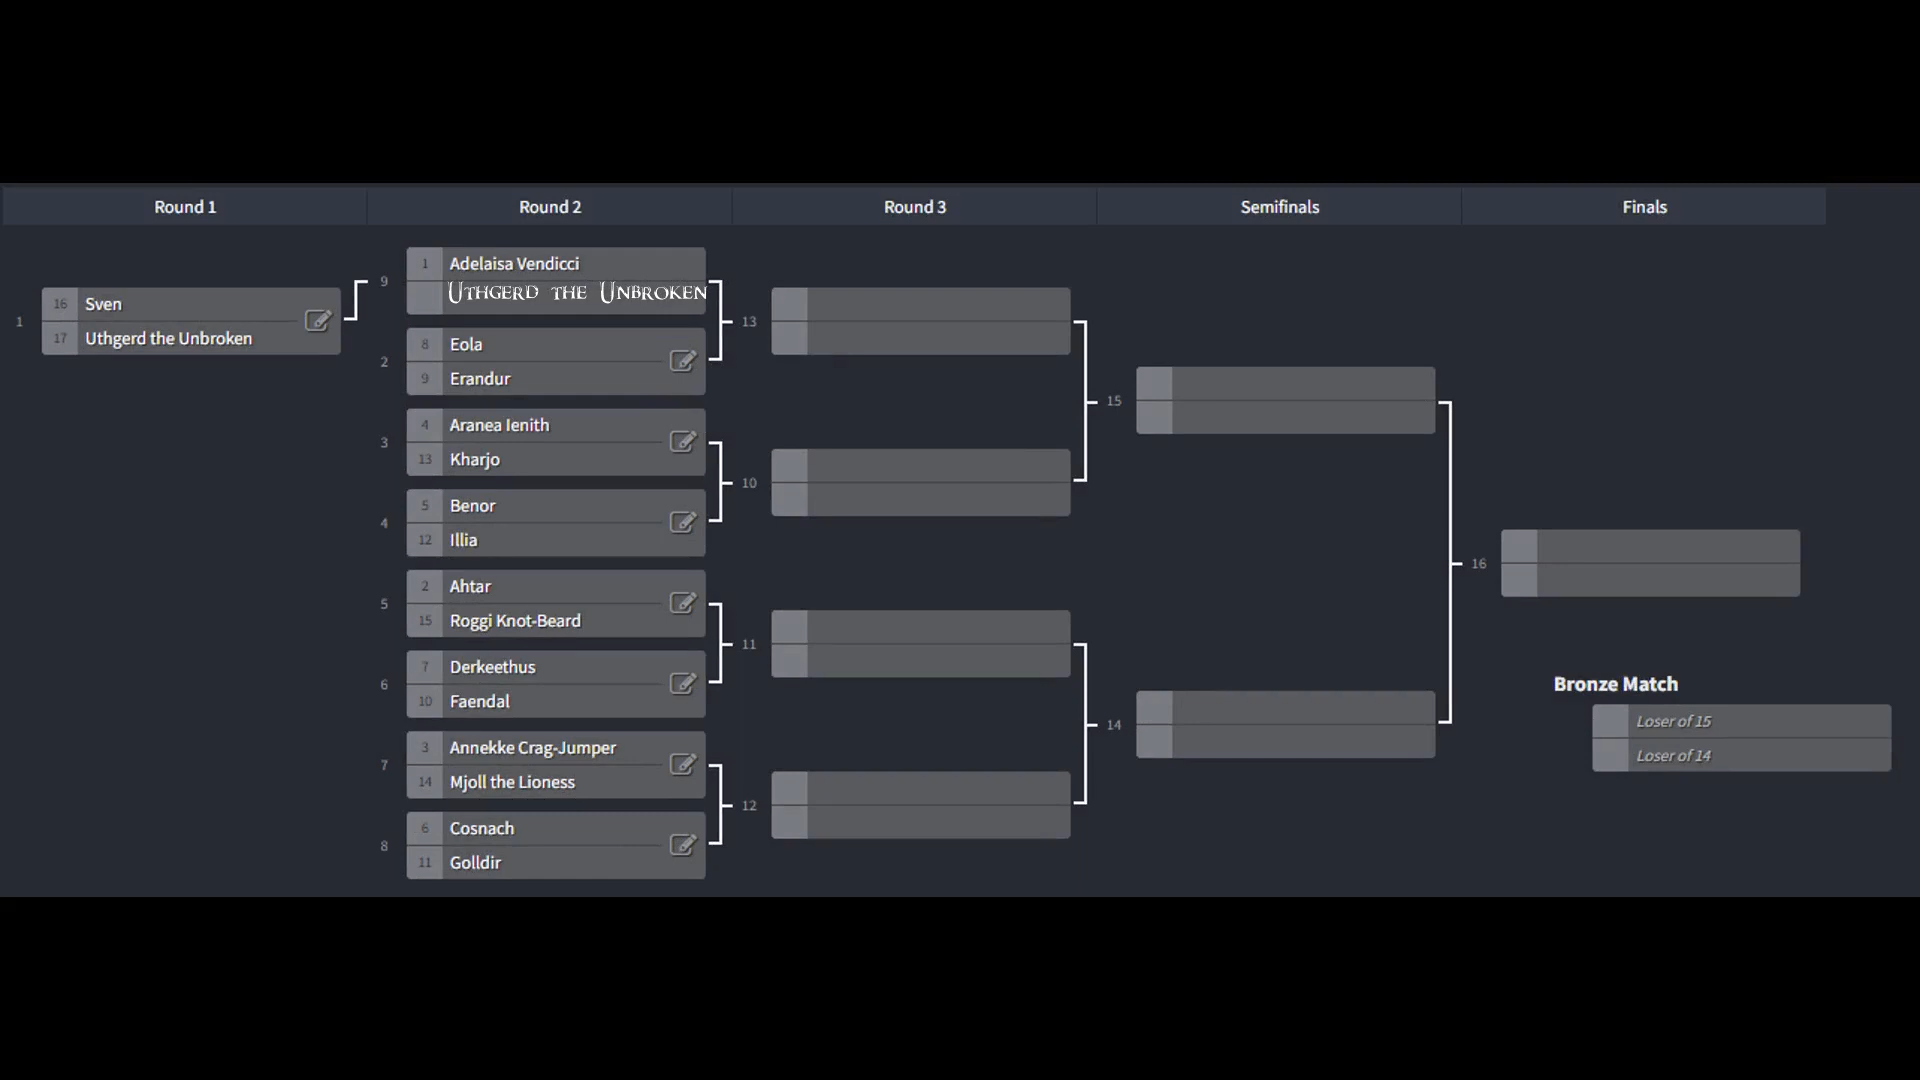 Round 1
Round 2
Round 3
Semifinals
Finals
1
16 Sven
17 Uthgerd the Unbroken
9
1 Adelaisa Vendicci
Uthgerd the Unbroken
2
8 Eola
9 Erandur
3
4 Aranea Ienith
13 Kharjo
4
5 Benor
12 Illia
5
2 Ahtar
15 Roggi Knot-Beard
6
7 Derkeethus
10 Faendal
7
3 Annekke Crag-Jumper
14 Mjoll the Lioness
8
6 Cosnach
11 Golldir
13
10
11
12
15
14
16
Bronze Match
Loser of 15
Loser of 14